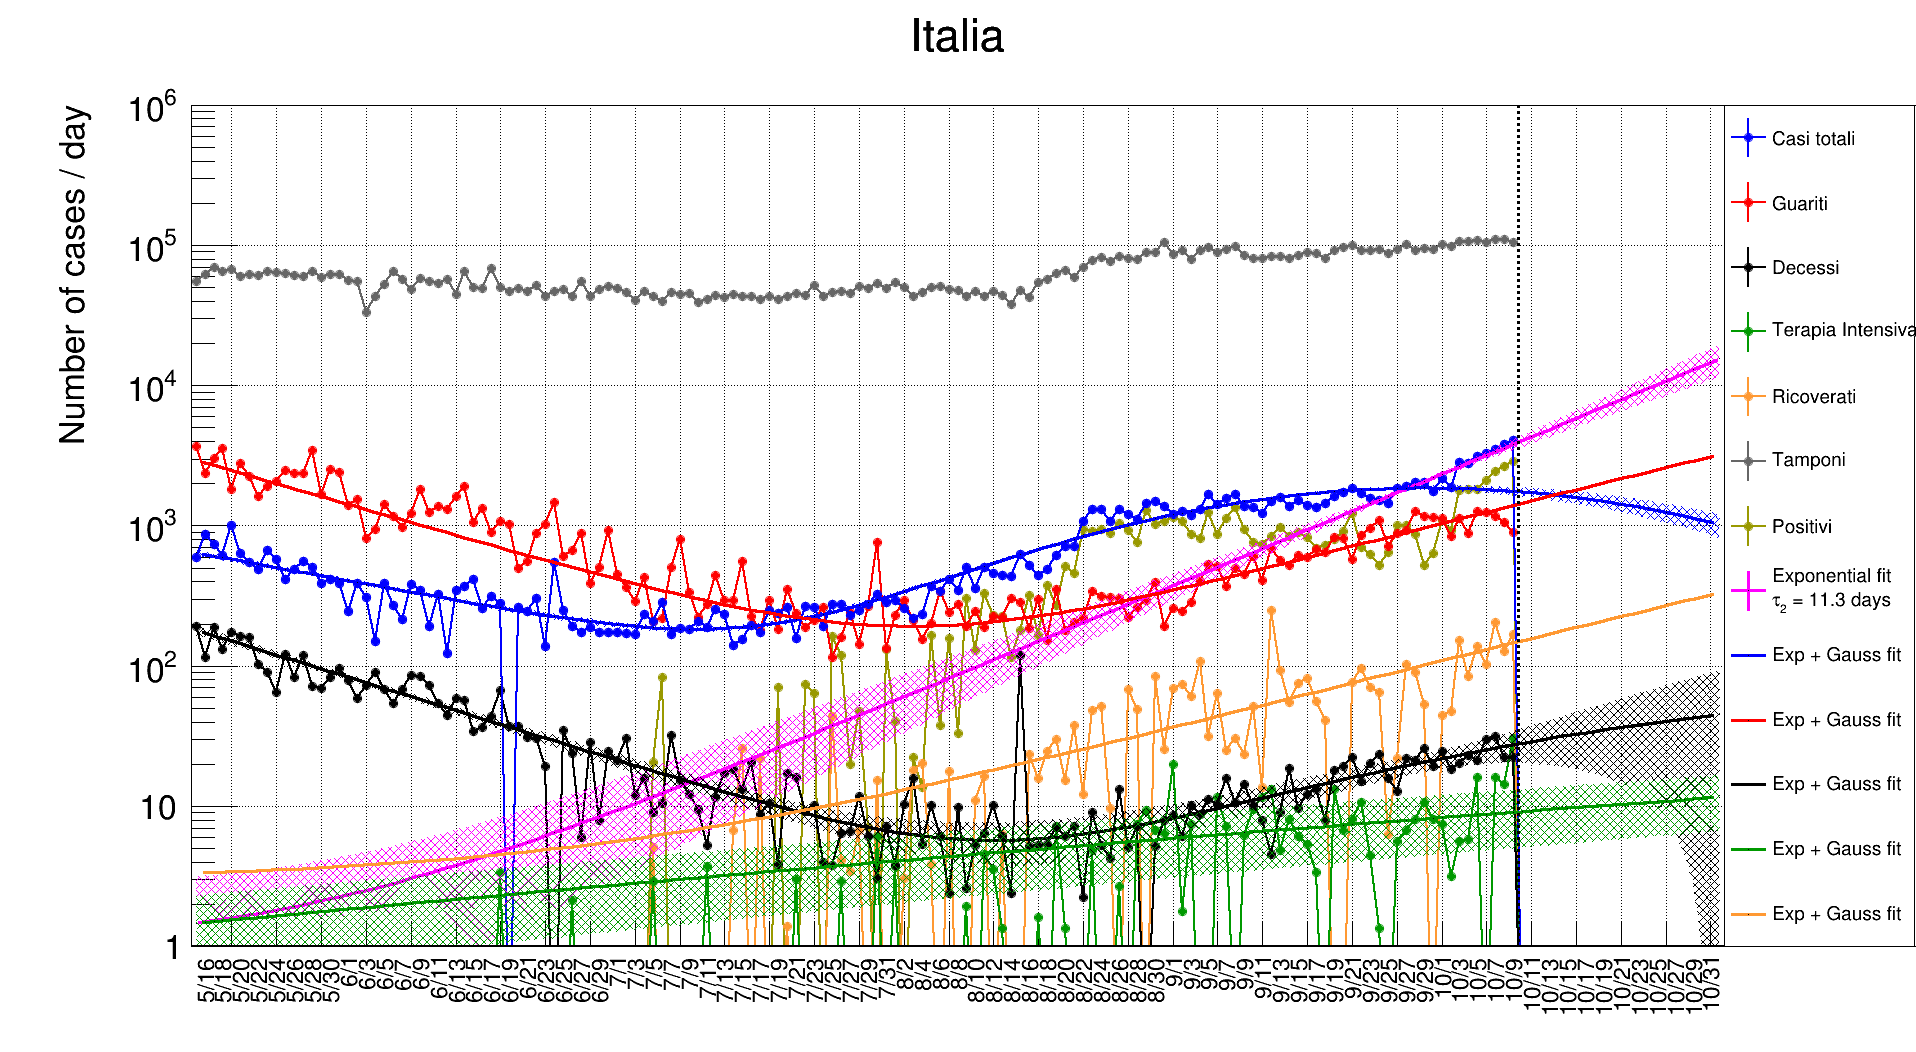 Italia
Number of cases / day
10⁶
10⁵
10⁴
10³
10²
10
1
5/16 5/18 5/20 5/22 5/24 5/26 5/28 5/30 6/1 6/3 6/5 6/7 6/9 6/11 6/13 6/15 6/17 6/19 6/21 6/23 6/25 6/27 6/29 7/1 7/3 7/5 7/7 7/9 7/11 7/13 7/15 7/17 7/19 7/21 7/23 7/25 7/27 7/29 7/31 8/2 8/4 8/6 8/8 8/10 8/12 8/14 8/16 8/18 8/20 8/22 8/24 8/26 8/28 8/30 9/1 9/3 9/5 9/7 9/9 9/11 9/13 9/15 9/17 9/19 9/21 9/23 9/25 9/27 9/29 10/1 10/3 10/5 10/7 10/9 10/11 10/13 10/15 10/17 10/19 10/21 10/23 10/25 10/27 10/29 10/31
Casi totali
Guariti
Decessi
Terapia Intensiva
Ricoverati
Tamponi
Positivi
Exponential fit
τ₂ = 11.3 days
Exp + Gauss fit
Exp + Gauss fit
Exp + Gauss fit
Exp + Gauss fit
Exp + Gauss fit